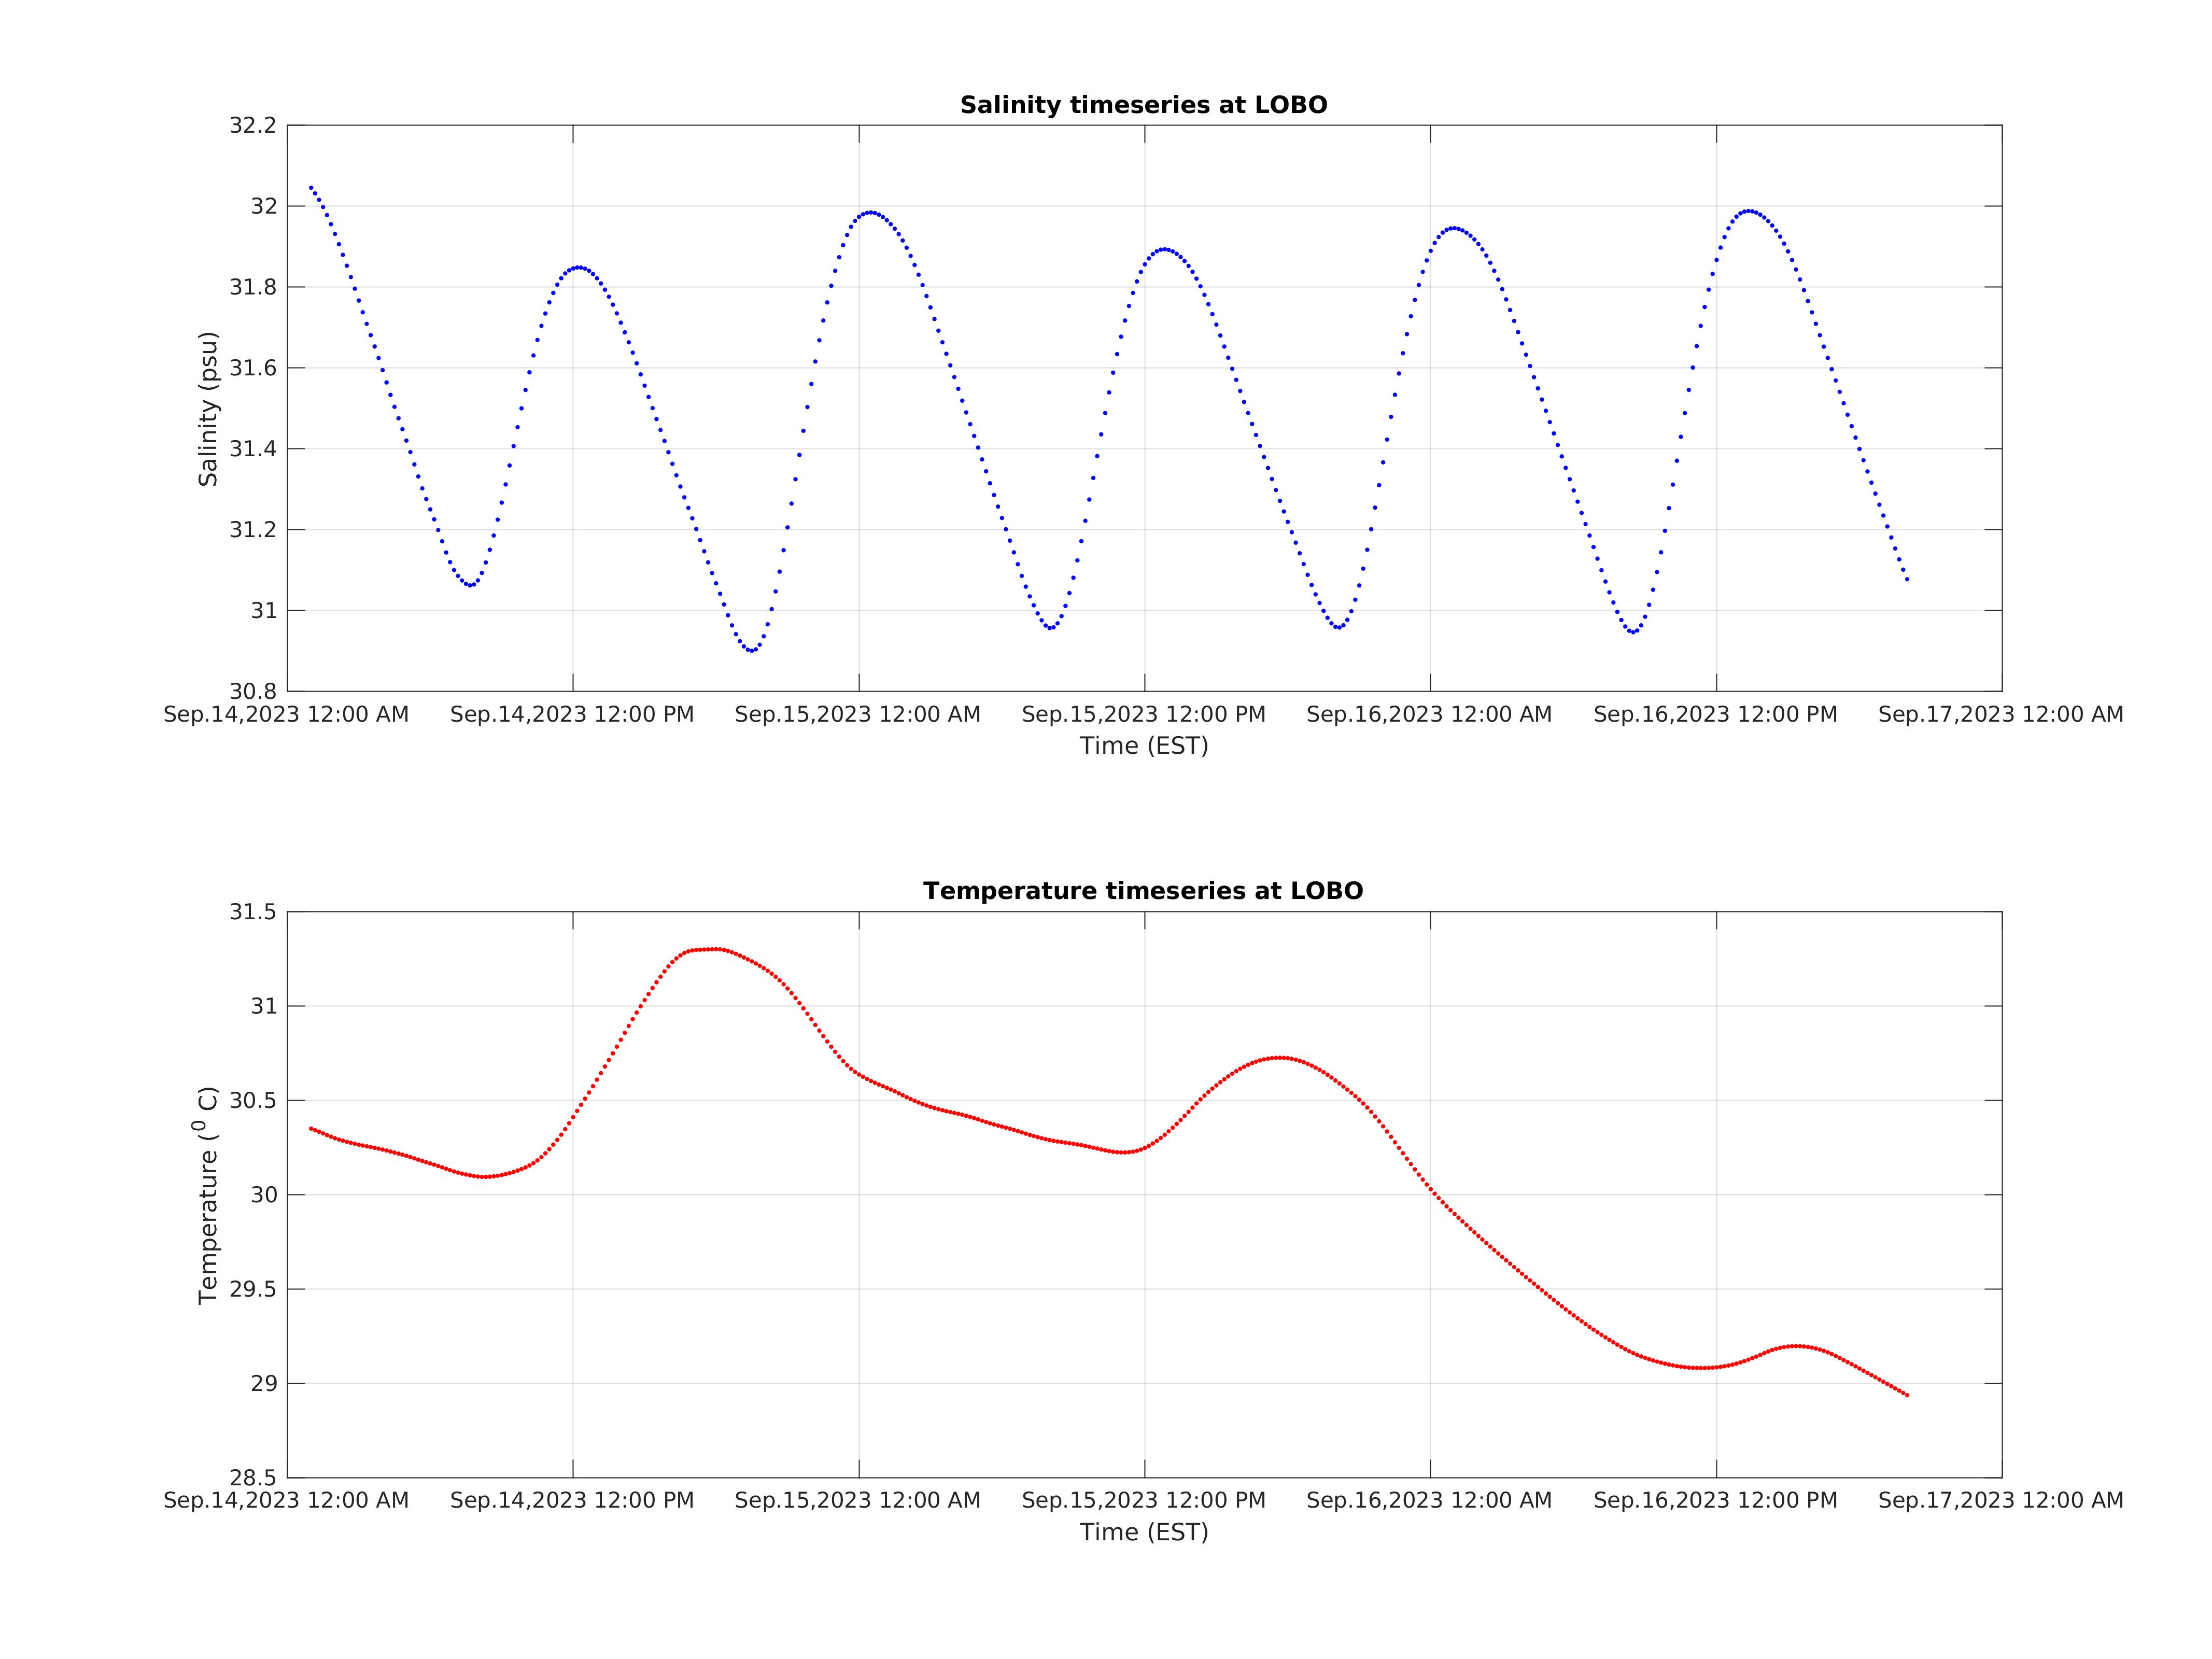 Salinity timeseries at LOBO
32.2
32
31.8
31.6
31.4
31.2
31
30.8
Salinity (psu)
Sep.14,2023 12:00 AM Sep.14,2023 12:00 PM Sep.15,2023 12:00 AM Sep.15,2023 12:00 PM Sep.16,2023 12:00 AM Sep.16,2023 12:00 PM Sep.17,2023 12:00 AM
Time (EST)
Temperature timeseries at LOBO
31.5
31
30.5
30
29.5
29
28.5
Temperature (⁰ C)
Sep.14,2023 12:00 AM Sep.14,2023 12:00 PM Sep.15,2023 12:00 AM Sep.15,2023 12:00 PM Sep.16,2023 12:00 AM Sep.16,2023 12:00 PM Sep.17,2023 12:00 AM
Time (EST)